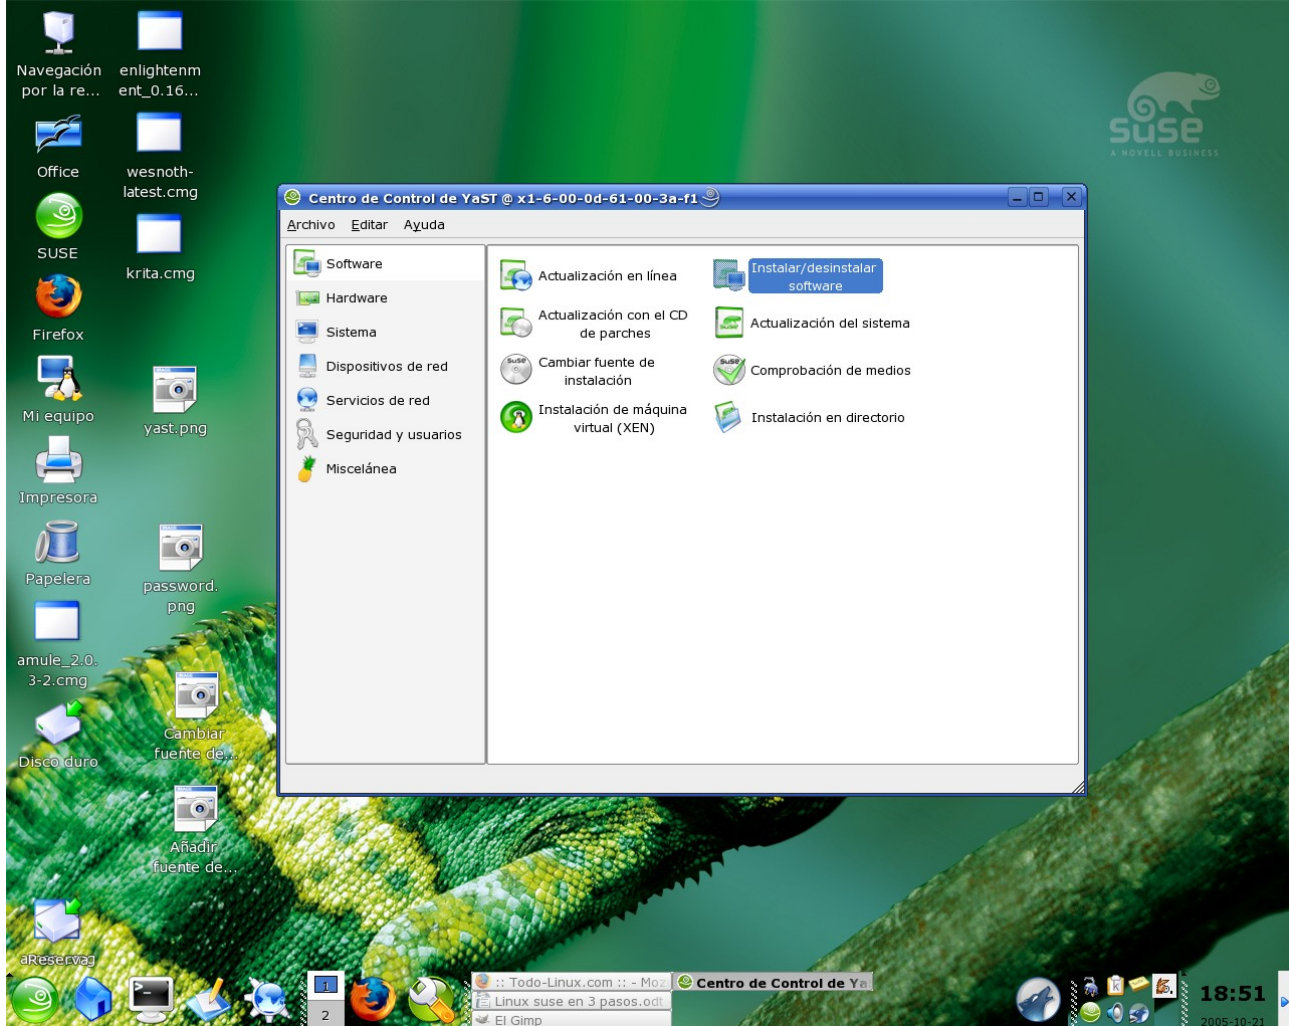 Navegación
por la re...
enlightenm
ent_0.16...
Office
wesnoth-
latest.cmg
SUSE
krita.cmg
Firefox
Mi equipo
yast.png
Impresora
Papelera
password.
png
amule_2.0.
3-2.cmg
Cambiar
fuente de...
Disco duro
Añadir
fuente de...
Reserva
SUSE
A NOVELL BUSINESS
Centro de Control de YaST @ x1-6-00-0d-61-00-3a-f1
Archivo Editar Ayuda
Software
Hardware
Sistema
Dispositivos de red
Servicios de red
Seguridad y usuarios
Miscelánea
Actualización en línea
Instalar/desinstalar
software
Actualización con el CD
de parches
Actualización del sistema
Cambiar fuente de
instalación
Comprobación de medios
Instalación de máquina
virtual (XEN)
Instalación en directorio
1
2
:: Todo-Linux.com :: - Moz
Linux suse en 3 pasos.odt
El Gimp
Centro de Control de Ya
18:51
2005-10-21